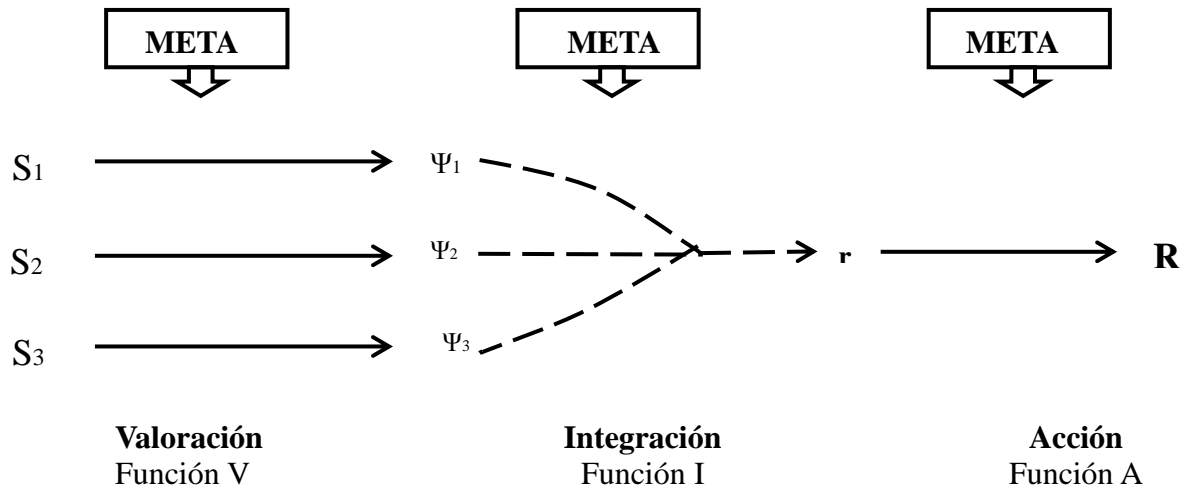 META META META
S1 Ψ1
S2 Ψ2 r R
S3 Ψ3
Valoración Integración Acción
Función V Función I Función A